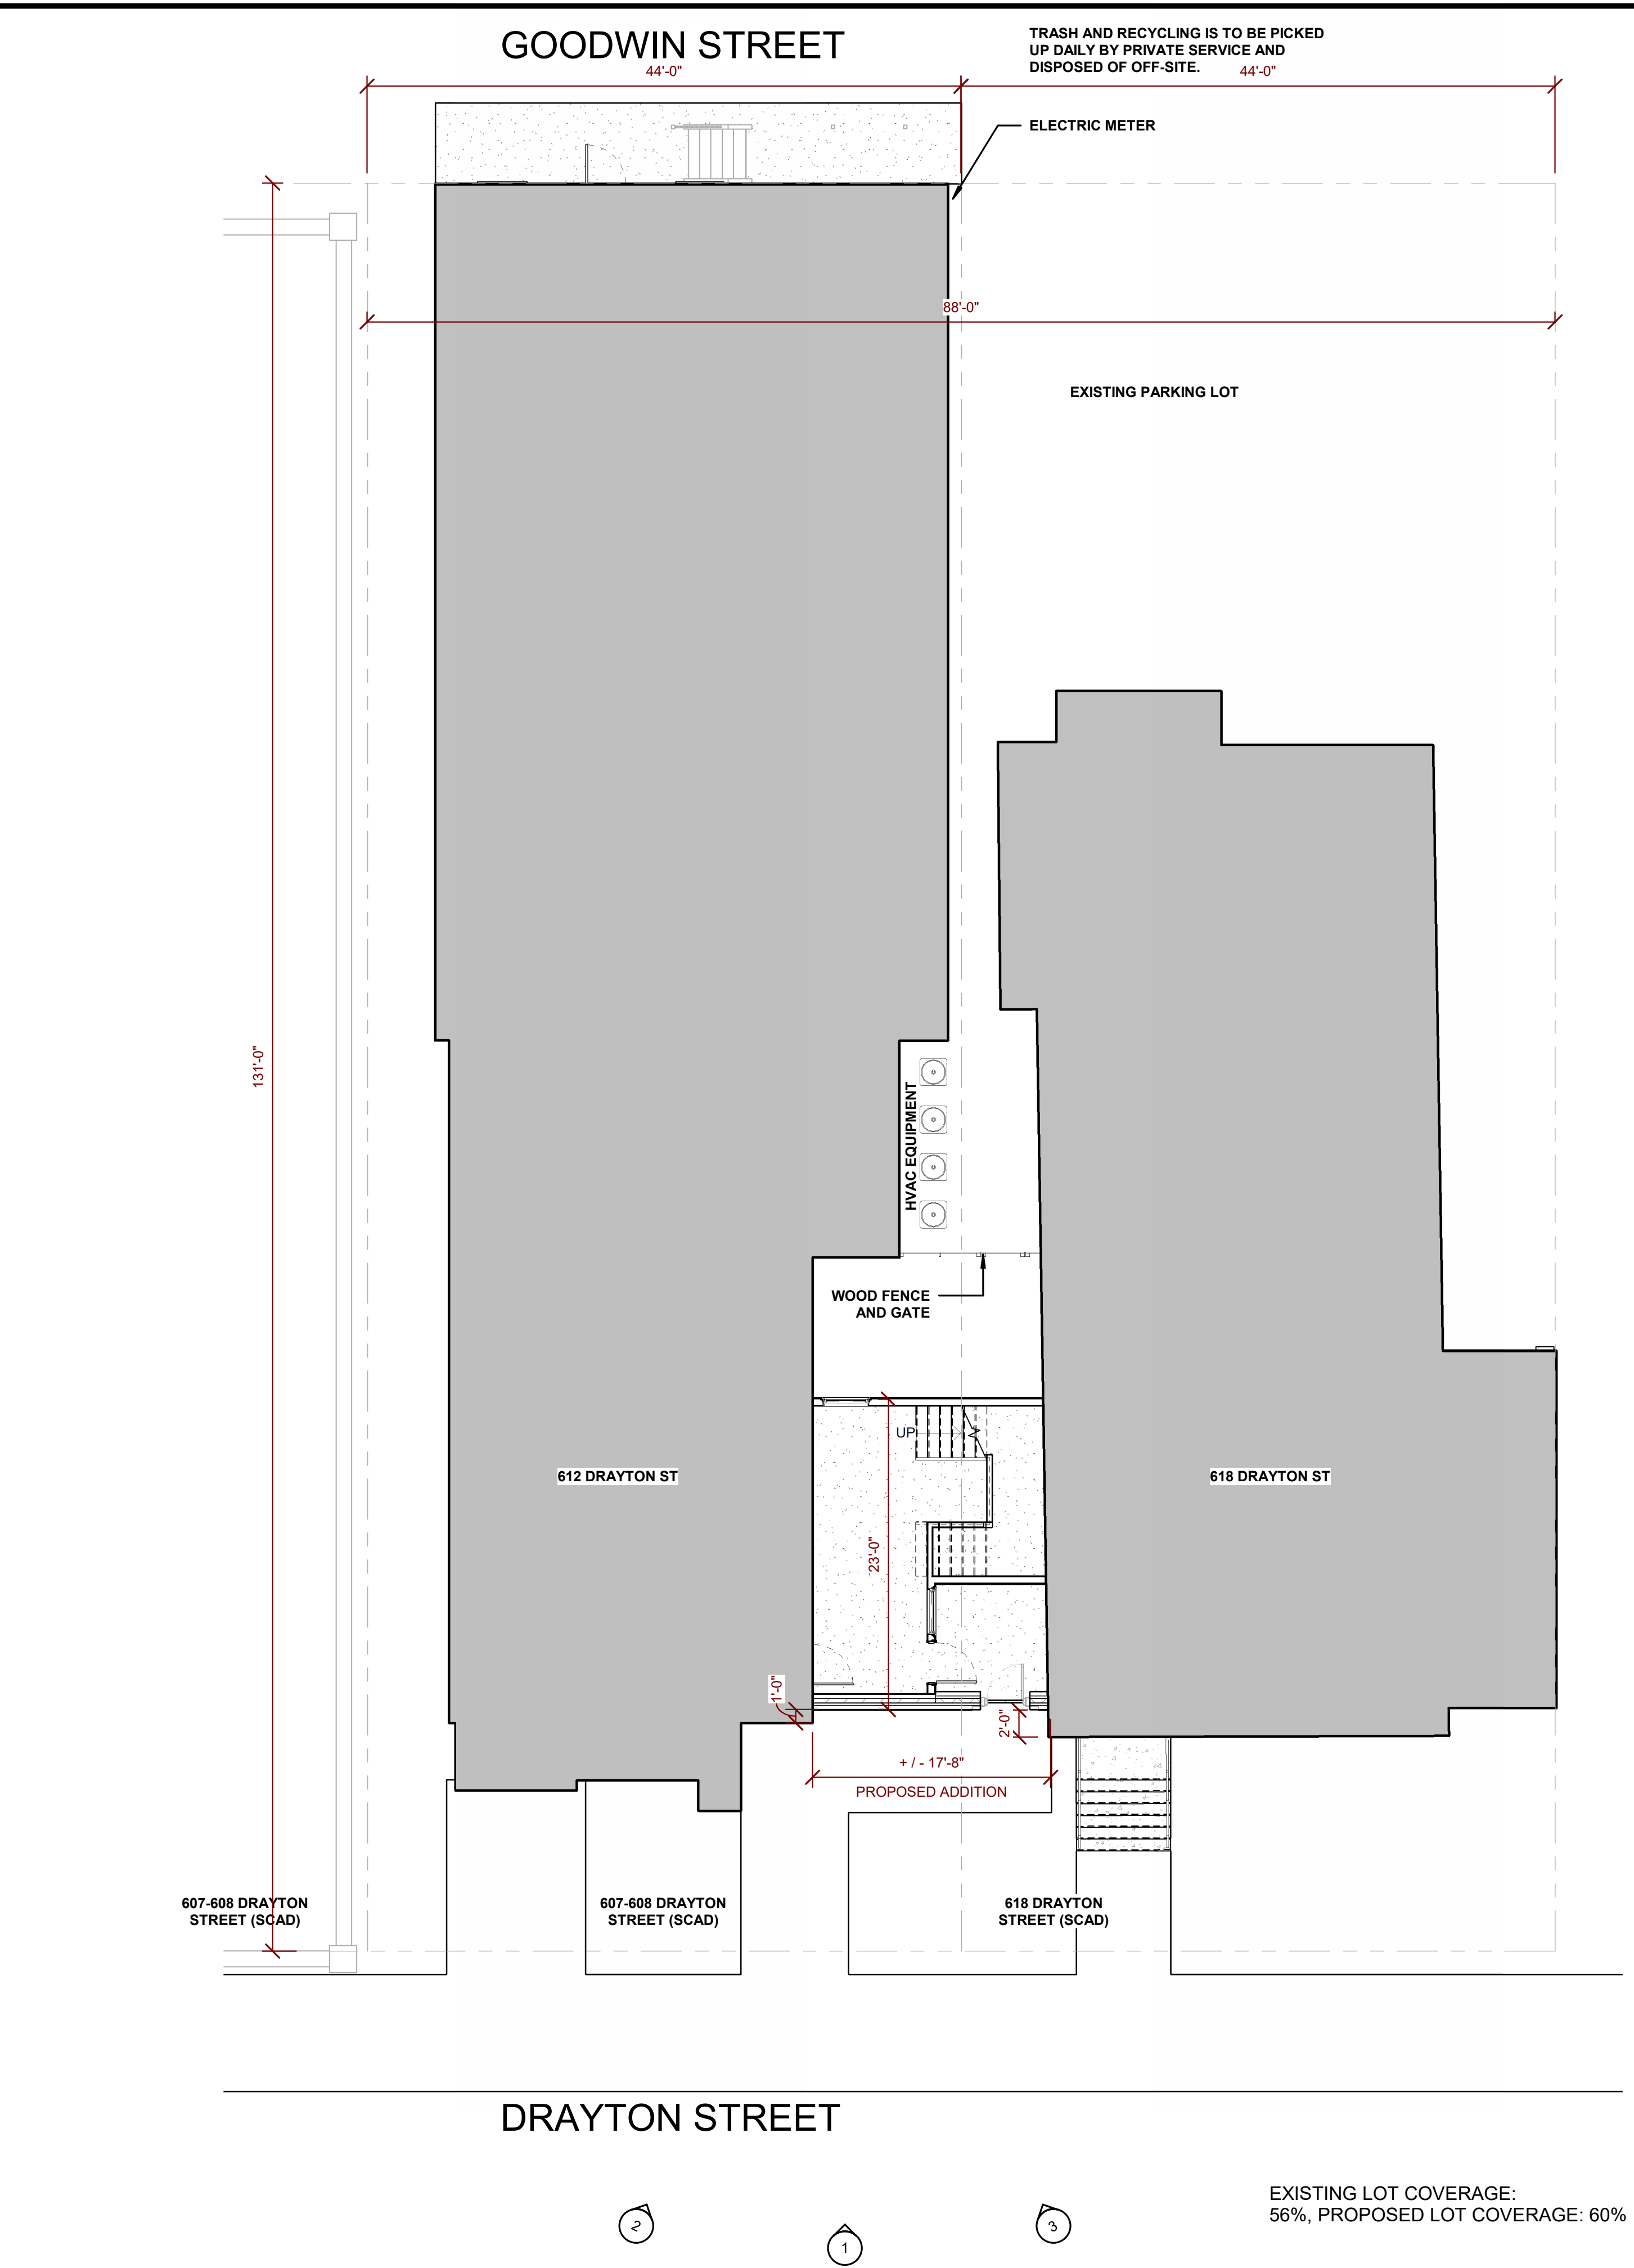 GOODWIN STREET
TRASH AND RECYCLING IS TO BE PICKED
UP DAILY BY PRIVATE SERVICE AND
DISPOSED OF OFF-SITE.
44'-0"
44'-0"
ELECTRIC METER
88'-0"
EXISTING PARKING LOT
131'-0"
HVAC EQUIPMENT
WOOD FENCE
AND GATE
UP
612 DRAYTON ST
618 DRAYTON ST
23'-0"
1'-0"
2'-0"
+ / - 17'-8"
PROPOSED ADDITION
607-608 DRAYTON
STREET (SCAD)
607-608 DRAYTON
STREET (SCAD)
618 DRAYTON
STREET (SCAD)
DRAYTON STREET
EXISTING LOT COVERAGE:
56%, PROPOSED LOT COVERAGE: 60%
2
1
3